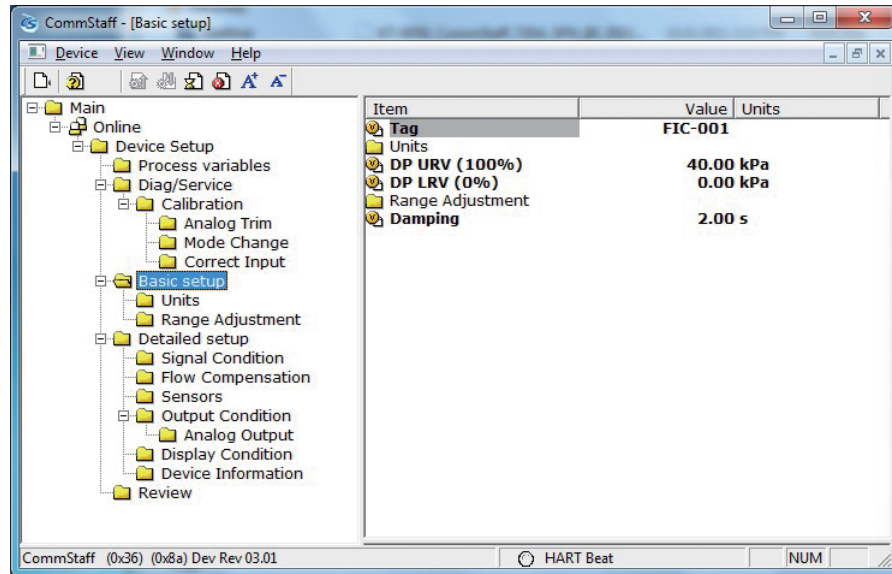 CommStaff - [Basic setup]
Device View Window Help
Main
Online
Device Setup
Process variables
Diag/Service
Calibration
Analog Trim
Mode Change
Correct Input
Basic setup
Units
Range Adjustment
Detailed setup
Signal Condition
Flow Compensation
Sensors
Output Condition
Analog Output
Display Condition
Device Information
Review
Item Value Units
Tag FIC-001
Units
DP URV (100%) 40.00 kPa
DP LRV (0%) 0.00 kPa
Range Adjustment
Damping 2.00 s
CommStaff (0x36) (0x8a) Dev Rev 03.01 HART Beat NUM